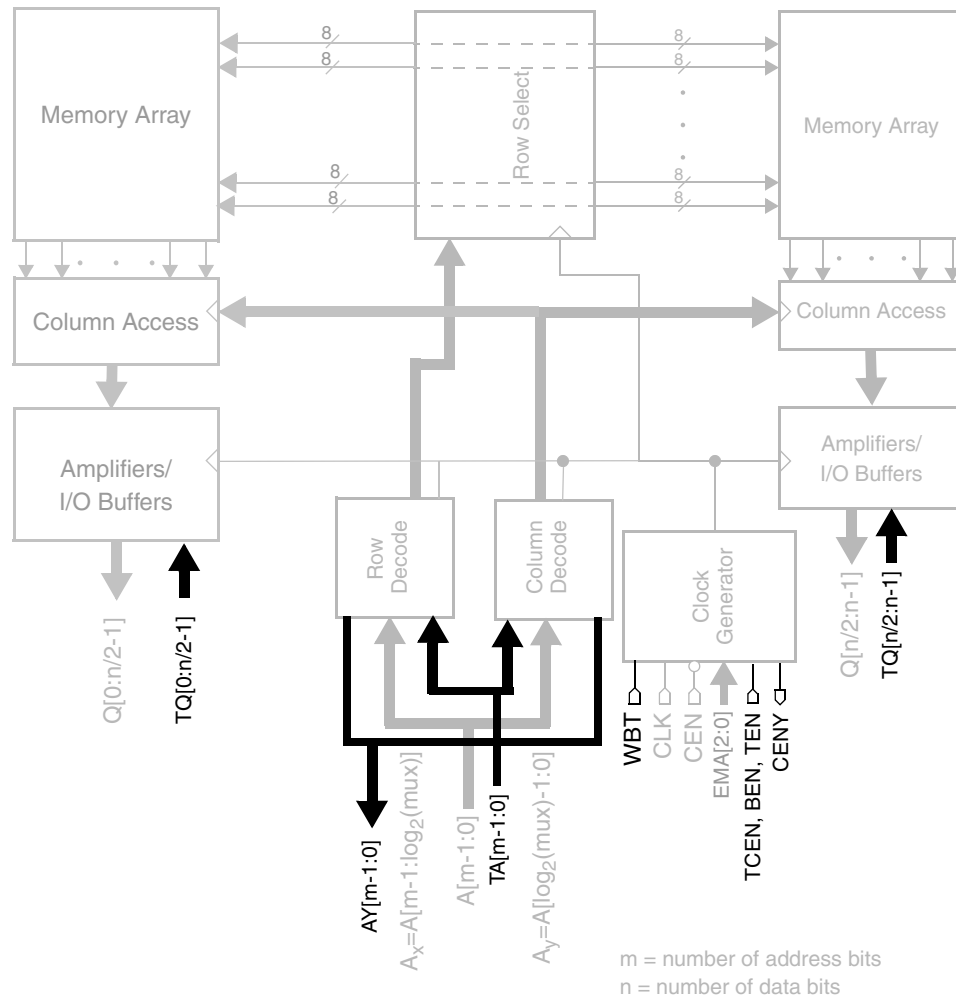 8
8
8
8
Memory Array
Row Select
Memory Array
8
8
8
8
Column Access
Column Access
Amplifiers/
I/O Buffers
Amplifiers/
I/O Buffers
Row
Decode
Column
Decode
Clock
Generator
Q[0:n/2-1]
TQ[0:n/2-1]
Q[n/2:n-1]
TQ[n/2:n-1]
WBT
CLK
CEN
EMA[2:0]
TCEN, BEN, TEN
CENY
AY[m-1:0]
Ax=A[m-1:log2(mux)]
A[m-1:0]
TA[m-1:0]
Ay=A[log2(mux)-1:0]
m = number of address bits
n = number of data bits